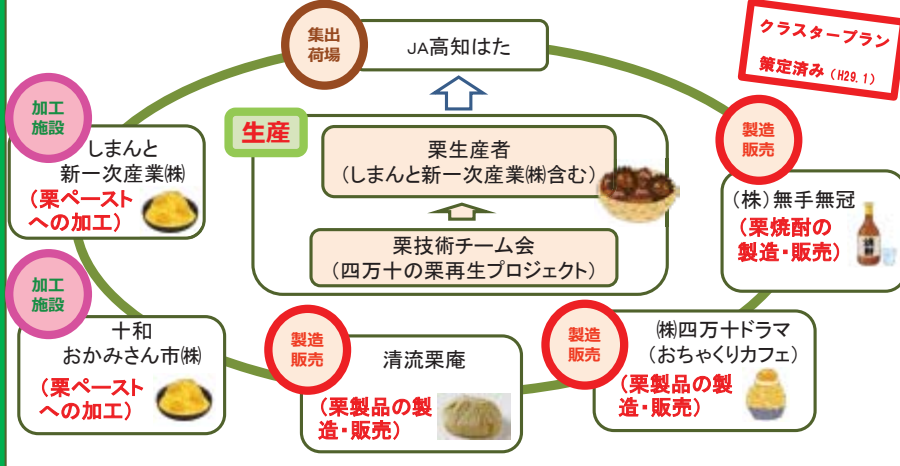 集出
荷場
JA高知はた
クラスタープラン
策定済み（H29.1）
加工
施設
しまんと
新一次産業㈱
（栗ペースト
への加工）
生産
栗生産者
（しまんと新一次産業㈱含む）
栗技術チーム会
（四万十の栗再生プロジェクト）
製造
販売
（株）無手無冠
（栗焼酎の
製造・販売）
加工
施設
十和
おかみさん市㈱
（栗ペースト
への加工）
製造
販売
清流栗庵
（栗製品の製
造・販売）
製造
販売
㈱四万十ドラマ
（おちゃくりカフェ）
（栗製品の製
造・販売）